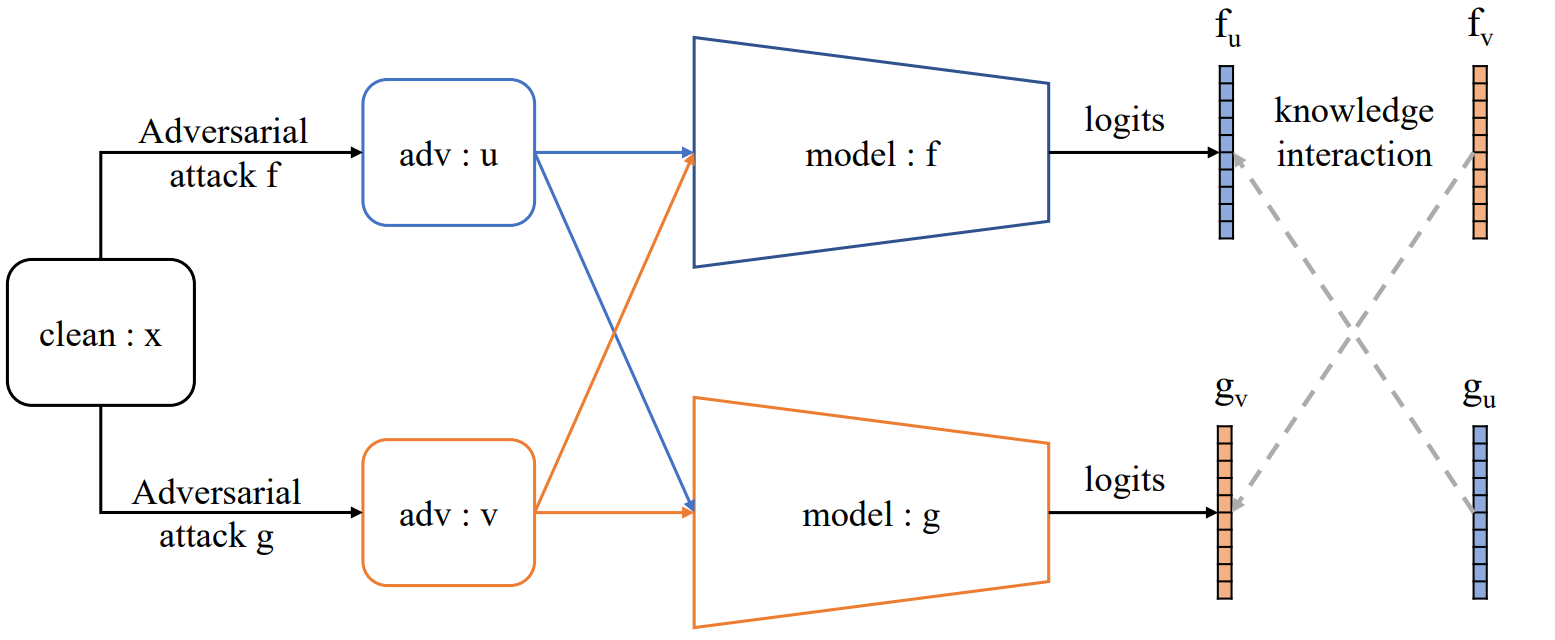 f_u
f_v
Adversarial
attack f
adv : u
model : f
logits
knowledge
interaction
clean : x
g_v
g_u
Adversarial
attack g
adv : v
model : g
logits